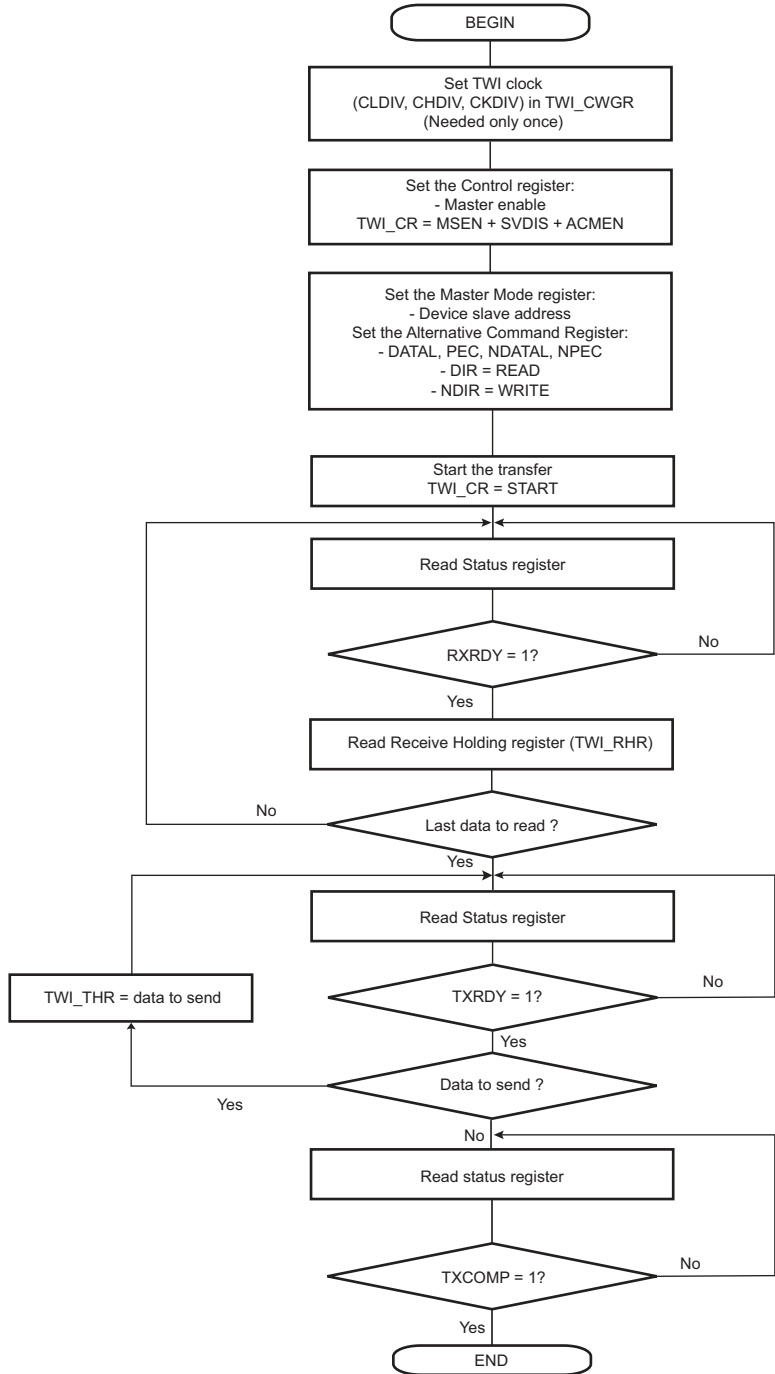 BEGIN
Set TWI clock
(CLDIV, CHDIV, CKDIV) in TWI_CWGR
(Needed only once)
Set the Control register:
- Master enable
TWI_CR = MSEN + SVDIS + ACMEN
Set the Master Mode register:
- Device slave address
Set the Alternative Command Register:
- DATAL, PEC, NDATAL, NPEC
- DIR = READ
- NDIR = WRITE
Start the transfer
TWI_CR = START
Read Status register
RXRDY = 1?
No
Yes
Read Receive Holding register (TWI_RHR)
No
Last data to read ?
Yes
Read Status register
TWI_THR = data to send
TXRDY = 1?
No
Yes
Data to send ?
Yes
No
Read status register
TXCOMP = 1?
No
Yes
END